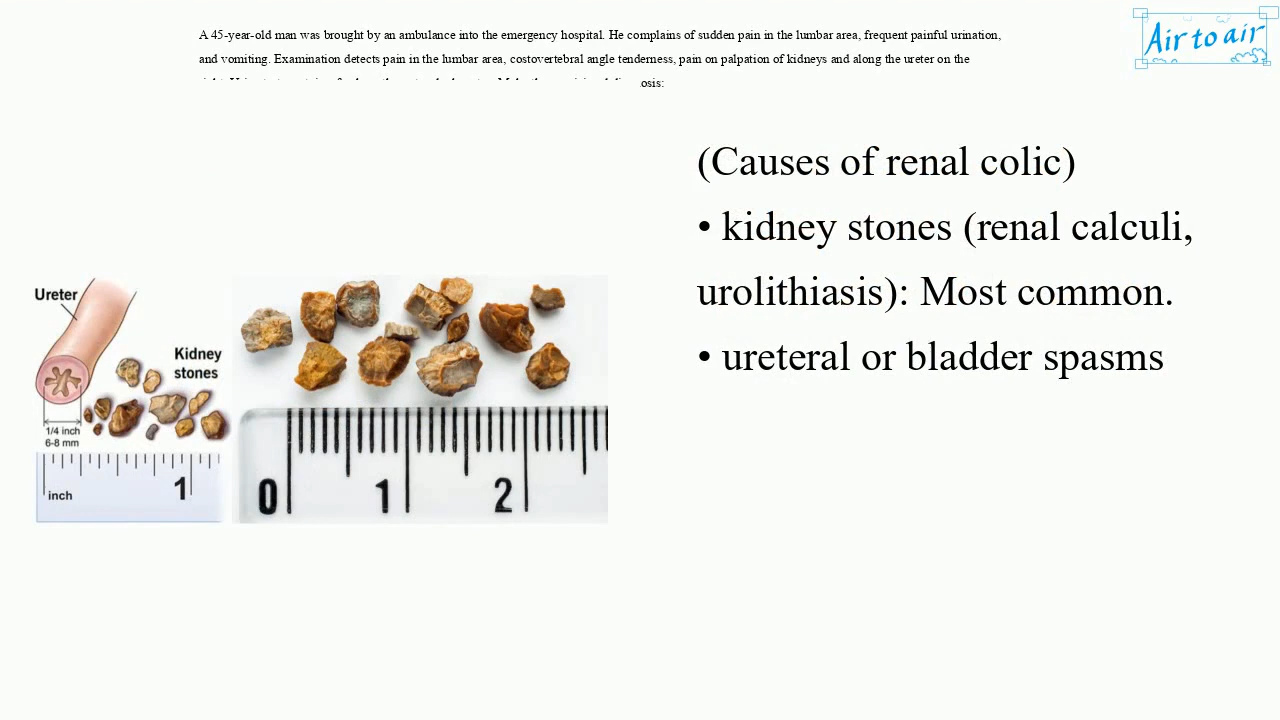 A 45-year-old man was brought by an ambulance into the emergency hospital. He complains of sudden pain in the lumbar area, frequent painful urination,
and vomiting. Examination detects pain in the lumbar area, costovertebral angle tenderness, pain on palpation of kidneys and along the ureter on the
osis:
Air to air
(Causes of renal colic)
• kidney stones (renal calculi,
urolithiasis): Most common.
• ureteral or bladder spasms
Ureter
Kidney
stones
1/4 inch
6-8 mm
inch
1
0
1
2